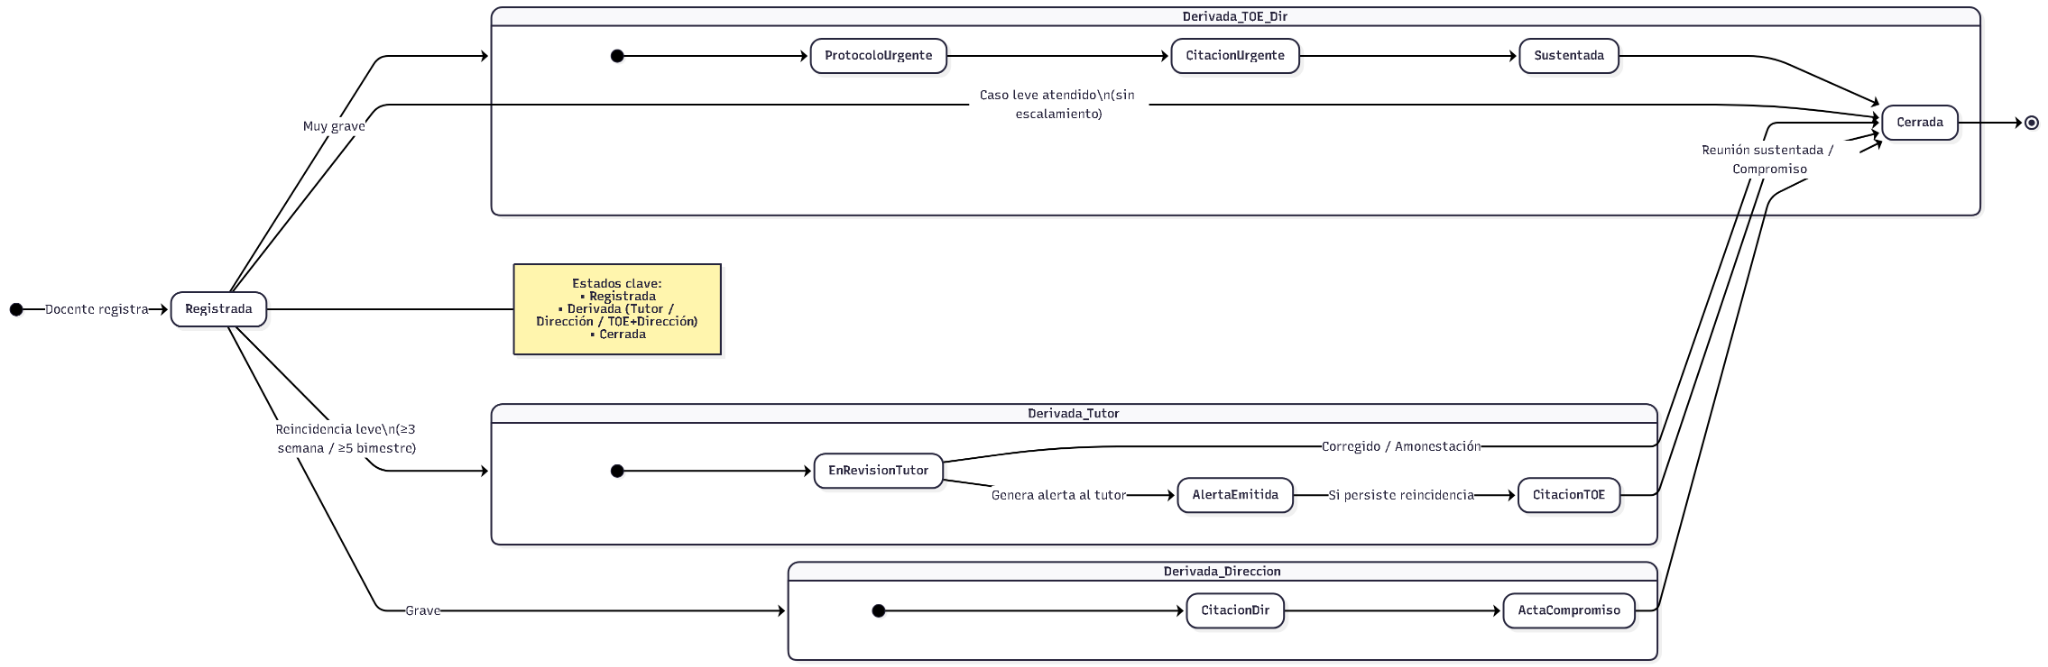 Derivada_TOE_Dir
ProtocoloUrgente
CitacionUrgente
Sustentada
Caso leve atendido\n(sin
escalamiento)
Muy grave
Cerrada
Reunión sustentada /
Compromiso
Docente registra
Registrada
Estados clave:
▪ Registrada
▪ Derivada (Tutor /
Dirección / TOE+Dirección)
▪ Cerrada
Derivada_Tutor
Reincidencia leve\n(≥3
semana / ≥5 bimestre)
Corregido / Amonestación
EnRevisionTutor
Genera alerta al tutor
AlertaEmitida
Si persiste reincidencia
CitacionTOE
Derivada_Direccion
Grave
CitacionDir
ActaCompromiso